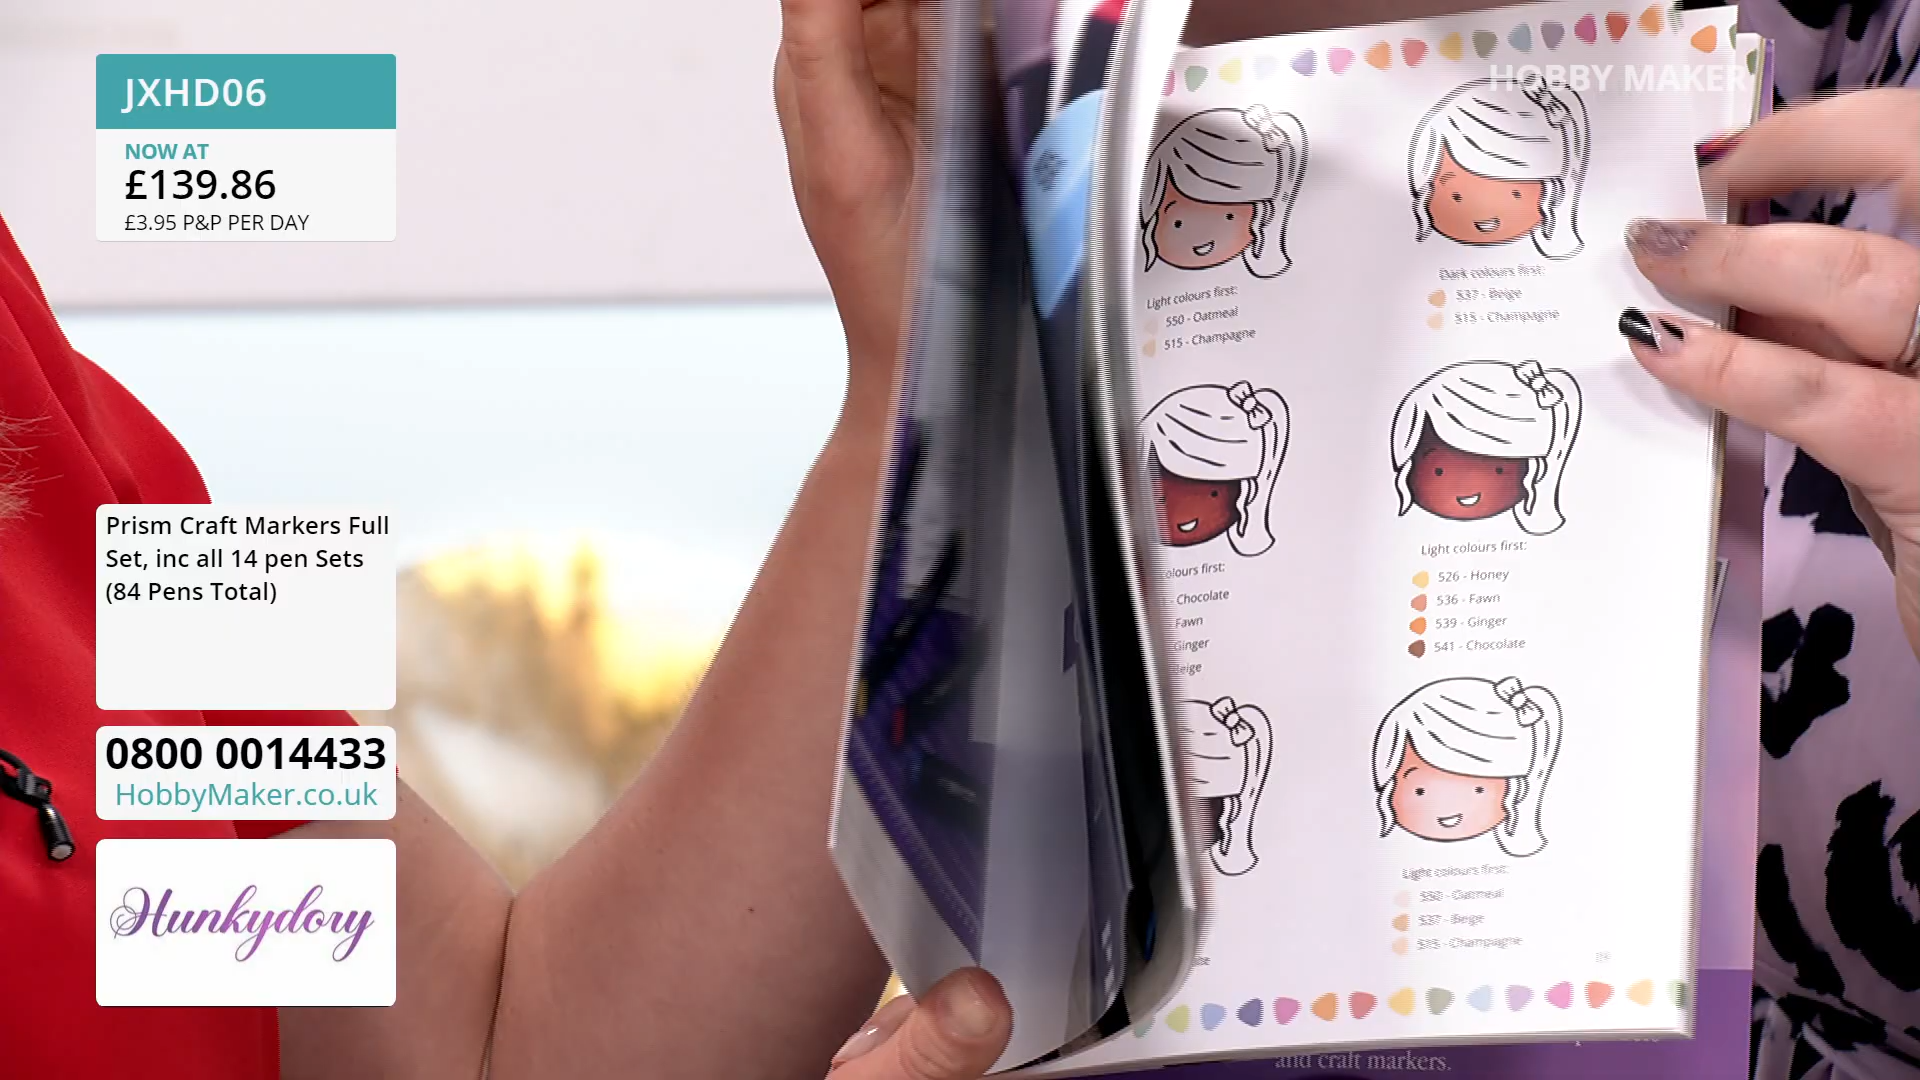 JXHD06
NOW AT
£139.86
£3.95 P&P PER DAY
Prism Craft Markers Full
Set, inc all 14 pen Sets
(84 Pens Total)
0800 0014433
HobbyMaker.co.uk
Hunkydory
HOBBY MAKER
Light colours first:
550 - Oatmeal
515 - Champagne
Dark colours first:
537 - Beige
515 - Champagne
olours first:
- Chocolate
Fawn
Ginger
eige
Light colours first:
526 - Honey
536 - Fawn
539 - Ginger
541 - Chocolate
Light colours first:
550 - Oatmeal
537 - Beige
515 - Champagne
and craft markers.